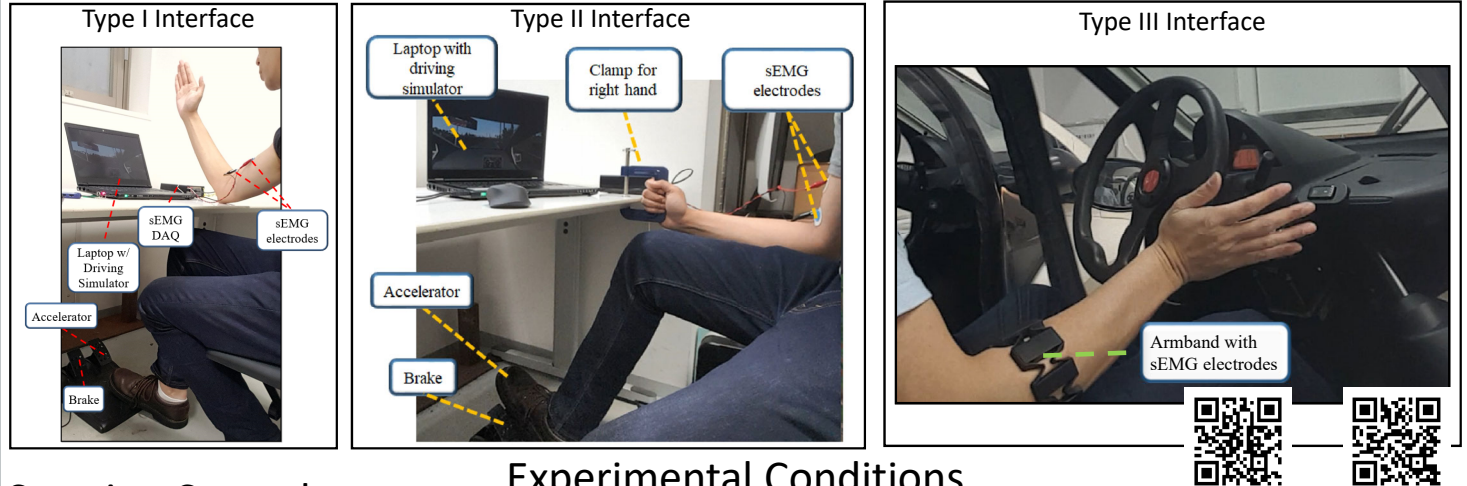 Type I Interface
sEMG
DAQ
sEMG
electrodes
Laptop w/
Driving
Simulator
Accelerator
Brake
Type II Interface
Laptop with
driving
simulator
Clamp for
right hand
sEMG
electrodes
Accelerator
Brake
Type III Interface
Armband with
sEMG electrodes
Experimental Conditions